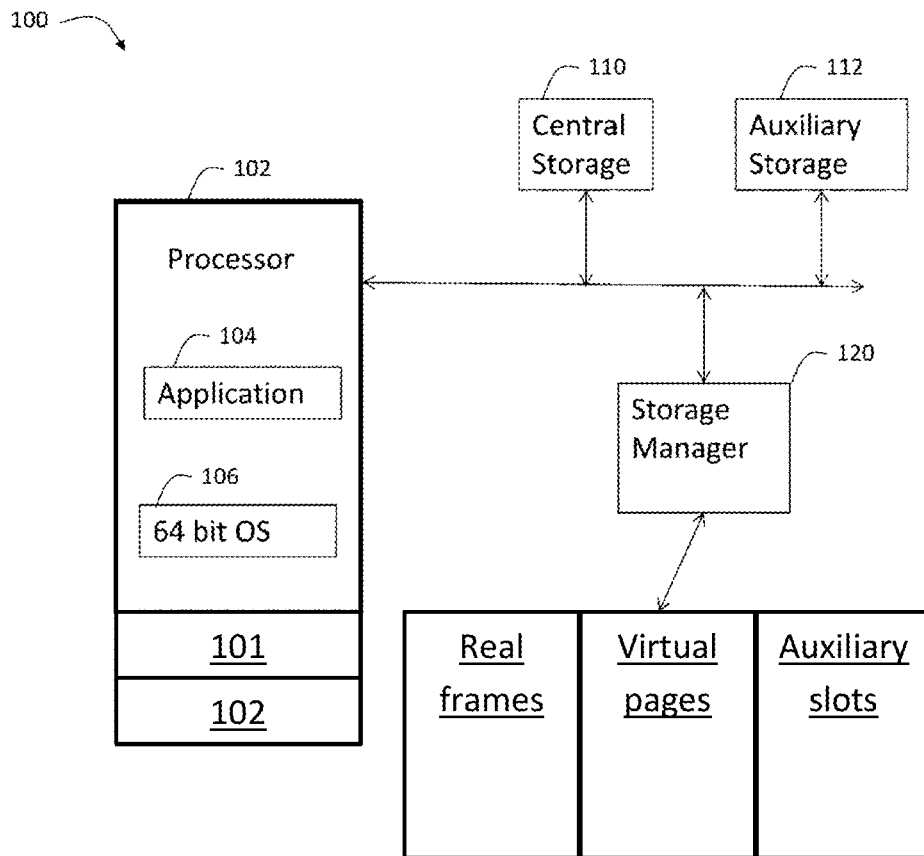 100
110
112
Central
Storage
Auxiliary
Storage
102
Processor
104
Application
120
Storage
Manager
106
64 bit OS
101
102
Real
frames
Virtual
pages
Auxiliary
slots